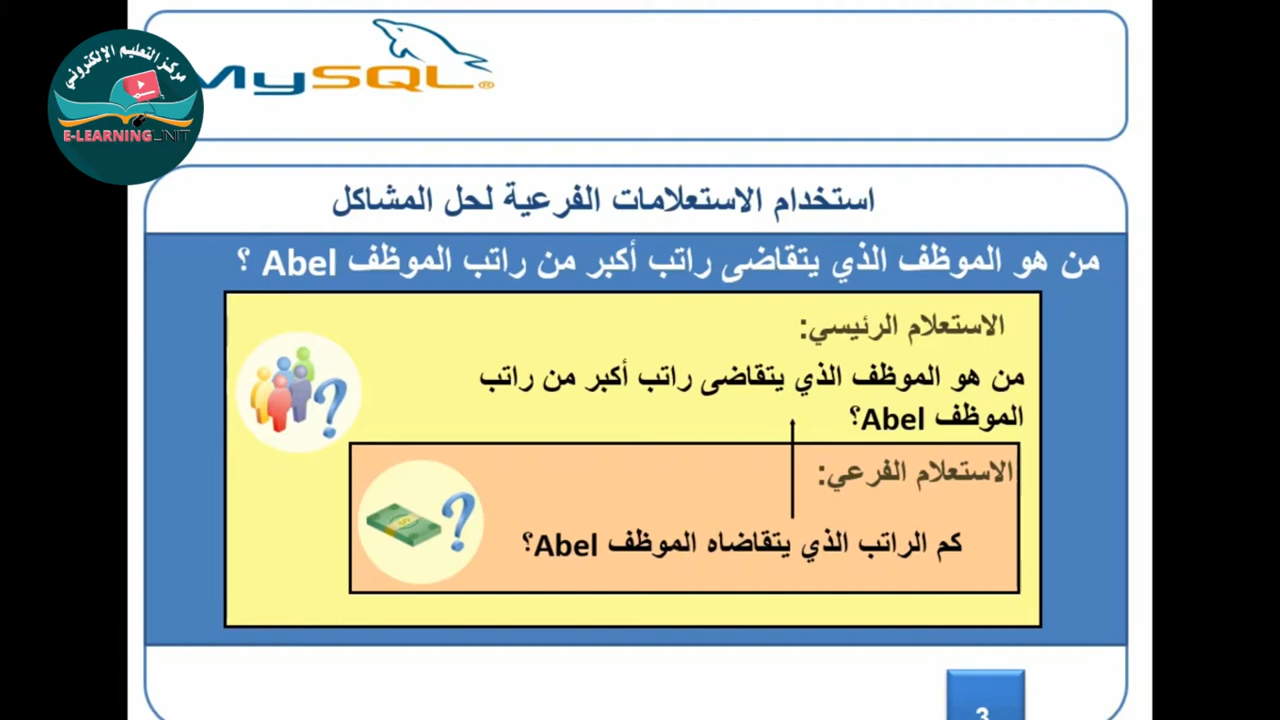 مركز التعليم الإلكتروني
E-LEARNING UNIT
MySQL®
استخدام الاستعلامات الفرعية لحل المشاكل
من هو الموظف الذي يتقاضى راتب أكبر من راتب الموظف Abel ؟
الاستعلام الرئيسي:
من هو الموظف الذي يتقاضى راتب أكبر من راتب
الموظف Abel؟
الاستعلام الفرعي:
كم الراتب الذي يتقاضاه الموظف Abel؟
3